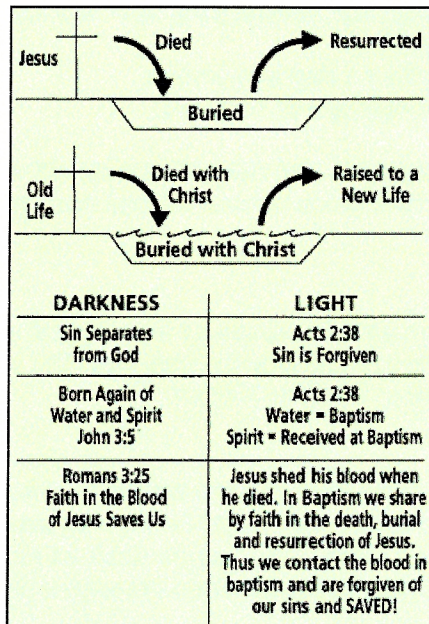 Jesus
Died
Resurrected
Buried
Old
Life
Died with
Christ
Raised to a
New Life
Buried with Christ
DARKNESS
LIGHT
Sin Separates
from God
Acts 2:38
Sin is Forgiven
Born Again of
Water and Spirit
John 3:5
Acts 2:38
Water = Baptism
Spirit = Received at Baptism
Romans 3:25
Faith in the Blood
of Jesus Saves Us
Jesus shed his blood when
he died. In Baptism we share
by faith in the death, burial
and resurrection of Jesus.
Thus we contact the blood in
baptism and are forgiven of
our sins and SAVED!